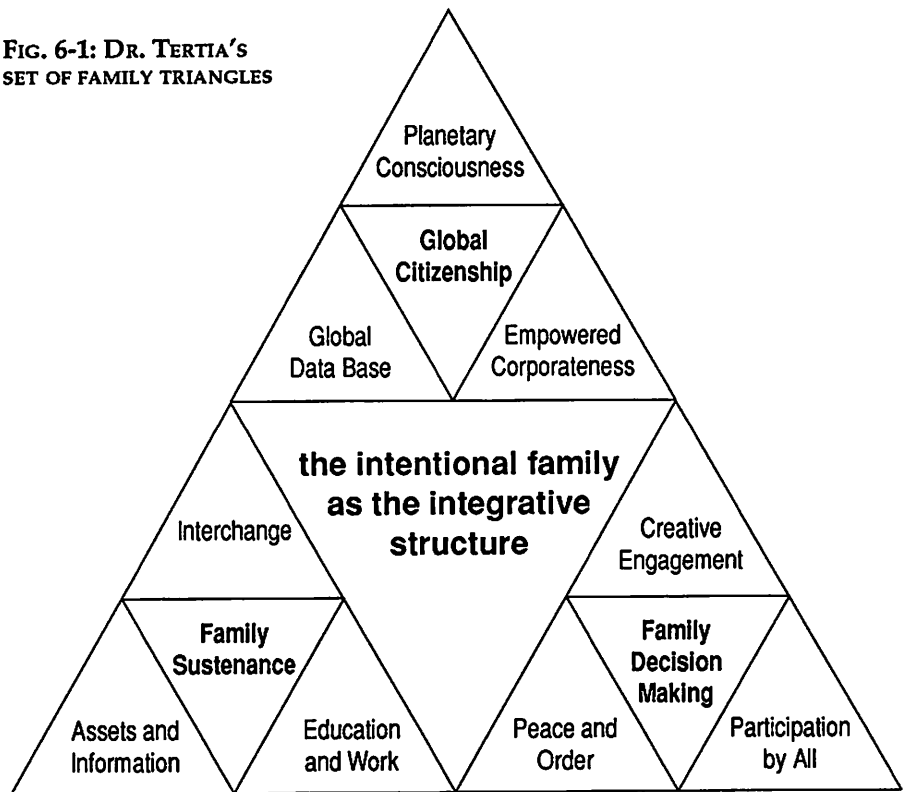 FIG. 6-1: DR. TERTIA'S
SET OF FAMILY TRIANGLES
Planetary
Consciousness
Global
Citizenship
Global
Data Base
Empowered
Corporateness
the intentional family
as the integrative
structure
Interchange
Creative
Engagement
Family
Sustenance
Family
Decision
Making
Assets and
Information
Education
and Work
Peace and
Order
Participation
by All